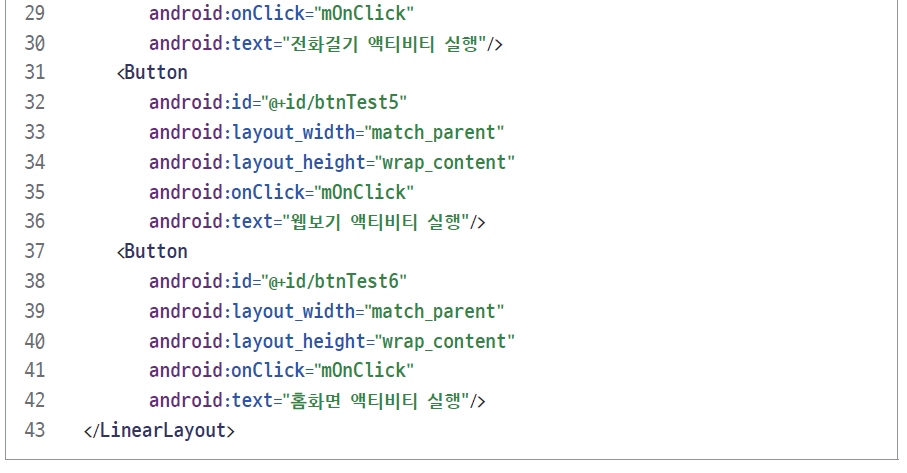 29 android:onClick="mOnClick"
30 android:text="전화걸기 액티비티 실행"/>
31 <Button
32 android:id="@+id/btnTest5"
33 android:layout_width="match_parent"
34 android:layout_height="wrap_content"
35 android:onClick="mOnClick"
36 android:text="웹보기 액티비티 실행"/>
37 <Button
38 android:id="@+id/btnTest6"
39 android:layout_width="match_parent"
40 android:layout_height="wrap_content"
41 android:onClick="mOnClick"
42 android:text="홈화면 액티비티 실행"/>
43 </LinearLayout>